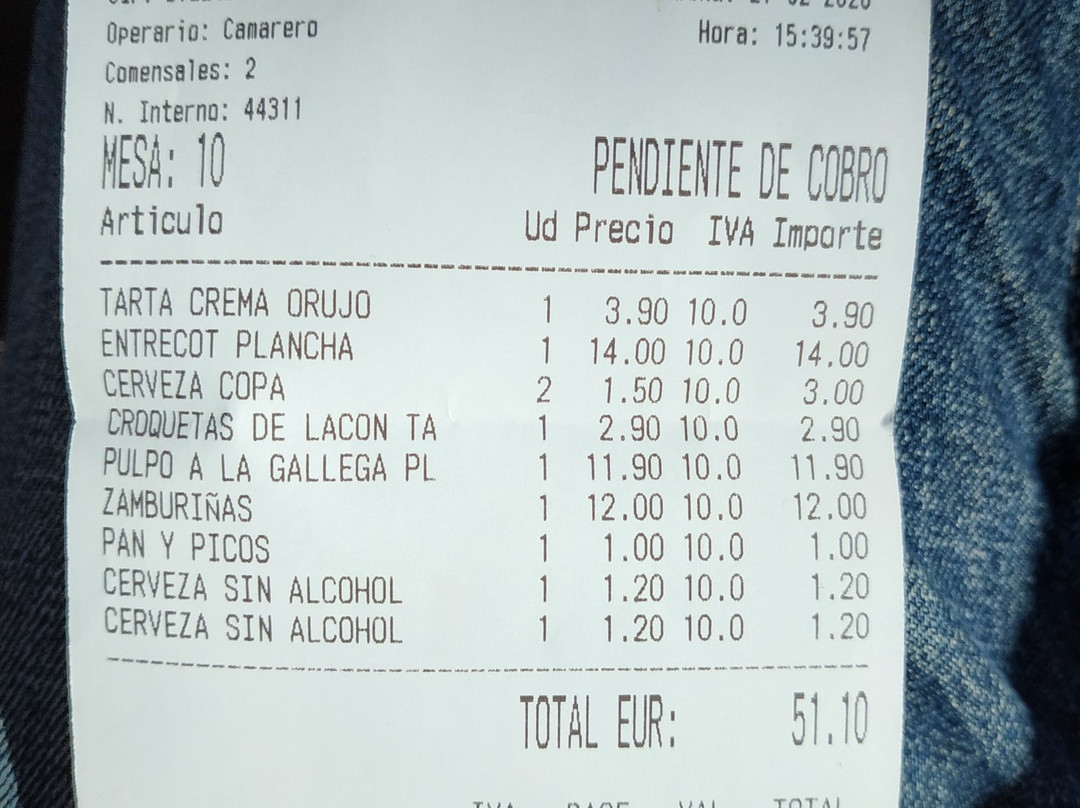 Operario: Camarero
Hora: 15:39:57
Comensales: 2
N. Interno: 44311
MESA: 10 PENDIENTE DE COBRO
Articulo Ud Precio IVA Importe
TARTA CREMA ORUJO 1 3.90 10.0 3.90
ENTRECOT PLANCHA 1 14.00 10.0 14.00
CERVEZA COPA 2 1.50 10.0 3.00
CROQUETAS DE LACON TA 1 2.90 10.0 2.90
PULPO A LA GALLEGA PL 1 11.90 10.0 11.90
ZAMBURIÑAS 1 12.00 10.0 12.00
PAN Y PICOS 1 1.00 10.0 1.00
CERVEZA SIN ALCOHOL 1 1.20 10.0 1.20
CERVEZA SIN ALCOHOL 1 1.20 10.0 1.20
TOTAL EUR: 51.10